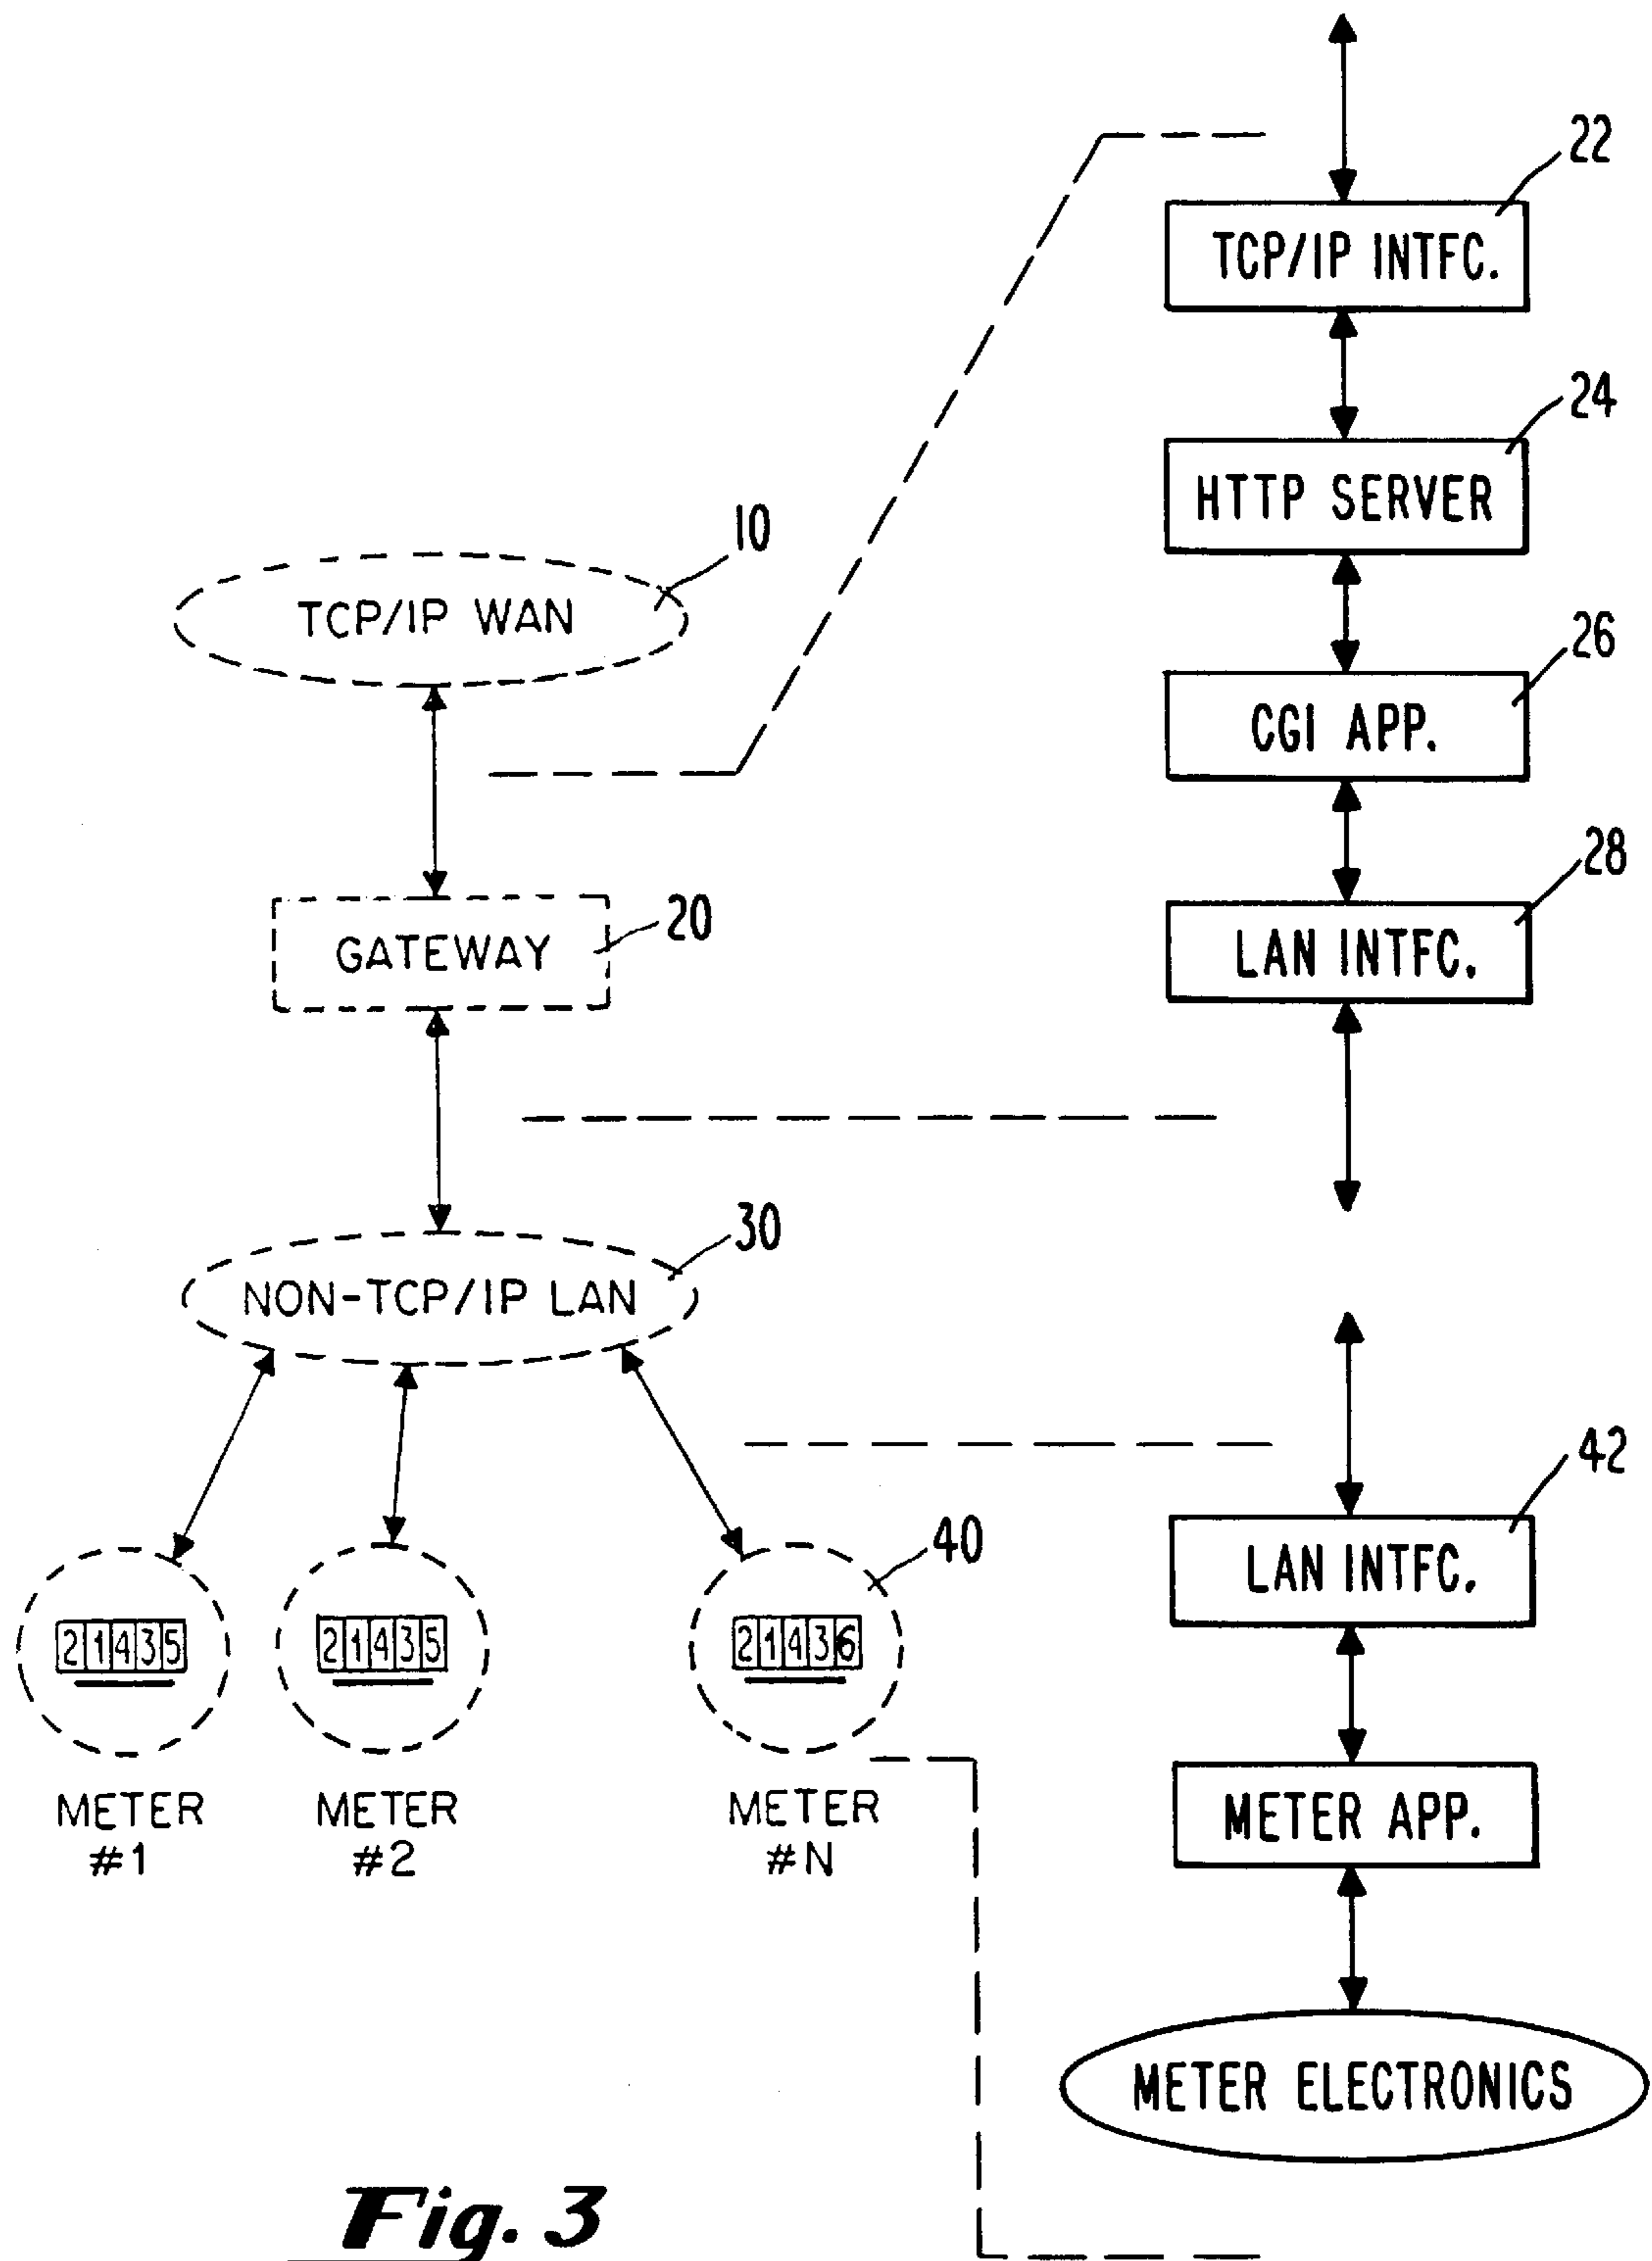 22
TCP/IP INTFC.
24
HTTP SERVER
10
TCP/IP WAN
26
CGI APP.
28
LAN INTFC.
20
GATEWAY
30
NON-TCP/IP LAN
42
LAN INTFC.
40
21435
21435
21436
METER
#1
METER
#2
METER
#N
METER APP.
METER ELECTRONICS
Fig. 3